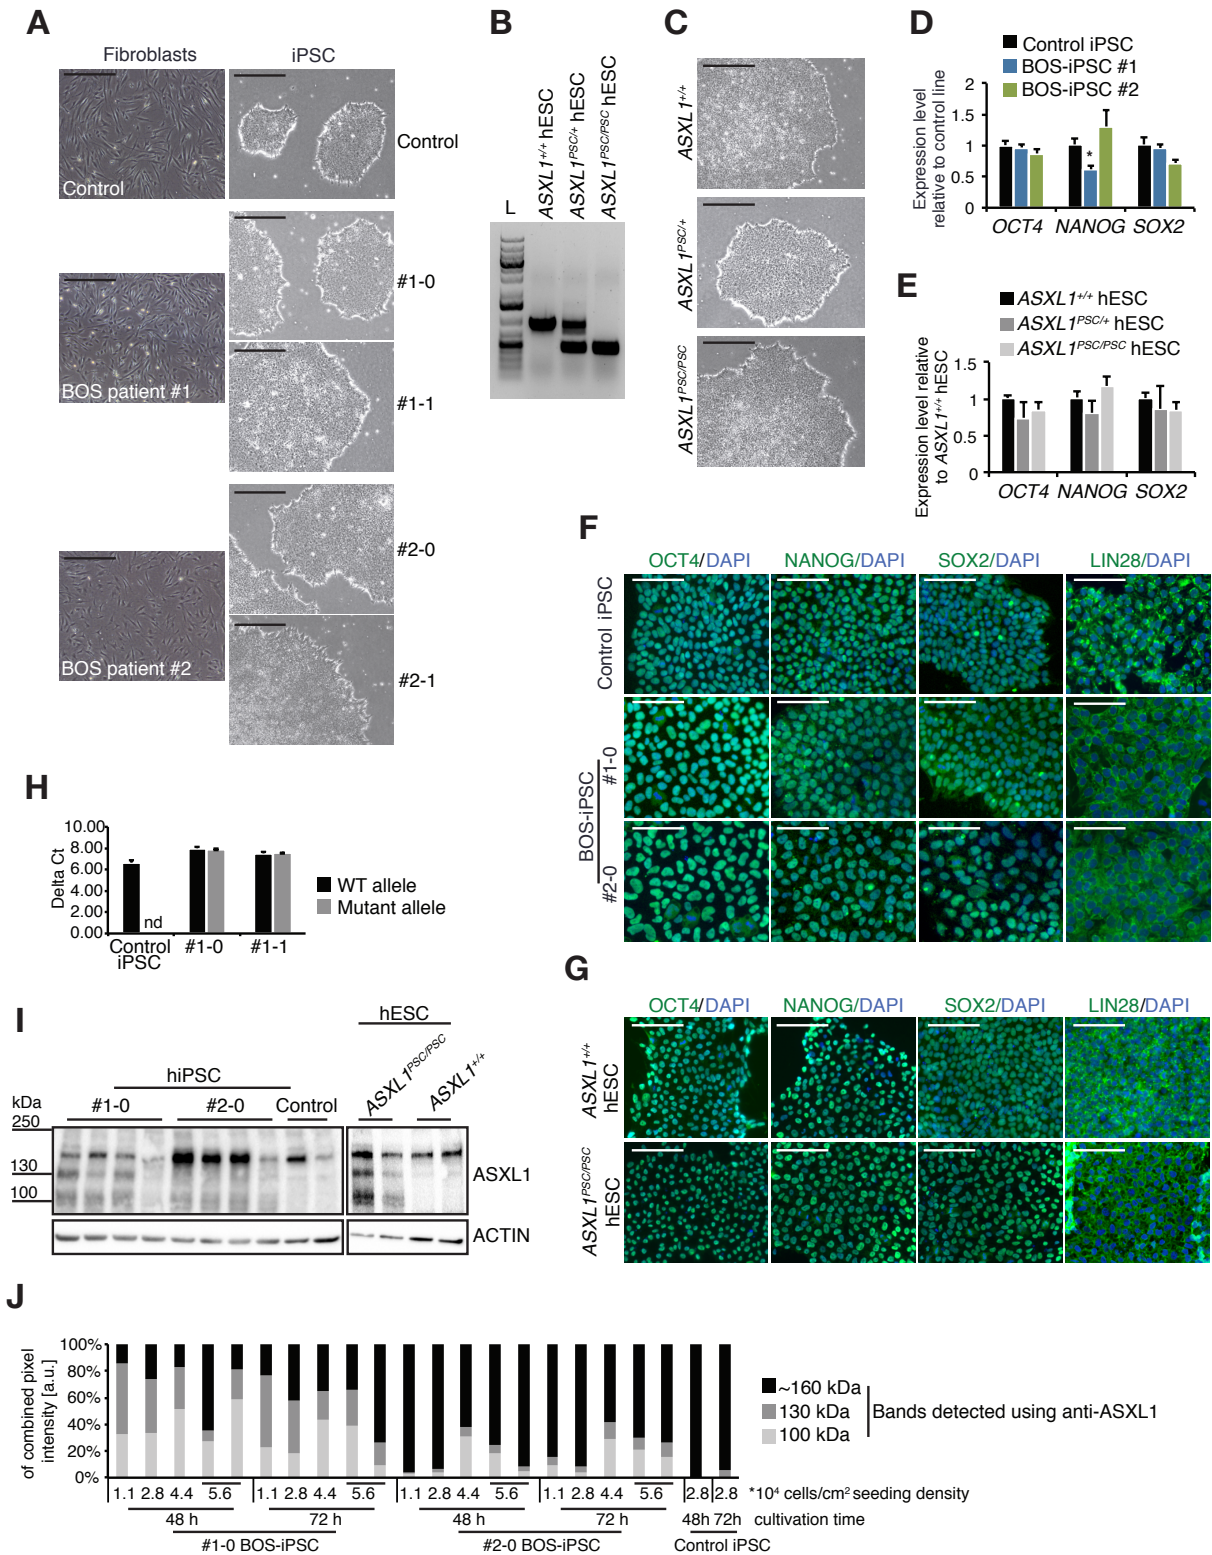 A
Fibroblasts
iPSC
Control
Control
BOS patient #1
#1-0
#1-1
BOS patient #2
#2-0
#2-1
B
L
ASXL1+/+ hESC
ASXL1PSC/+ hESC
ASXL1PSC/PSC hESC
C
ASXL1+/+
ASXL1PSC/+
ASXL1PSC/PSC
D
Control iPSC
BOS-iPSC #1
BOS-iPSC #2
Expression level
relative to control line
2
1.5
1
0.5
0
*
OCT4 NANOG SOX2
E
ASXL1+/+ hESC
ASXL1PSC/+ hESC
ASXL1PSC/PSC hESC
Expression level relative
to ASXL1+/+ hESC
1.5
1
0.5
0
OCT4 NANOG SOX2
F
OCT4/DAPI NANOG/DAPI SOX2/DAPI LIN28/DAPI
Control iPSC
BOS-iPSC
#1-0
#2-0
G
OCT4/DAPI NANOG/DAPI SOX2/DAPI LIN28/DAPI
ASXL1+/+
hESC
ASXL1PSC/PSC
hESC
H
Delta Ct
10.00
8.00
6.00
4.00
2.00
0.00
nd
Control
iPSC
#1-0 #1-1
WT allele
Mutant allele
I
hESC
ASXL1PSC/PSC
ASXL1+/+
hiPSC
kDa
#1-0 #2-0 Control
250
130
100
ASXL1
ACTIN
J
of combined pixel
intensity [a.u.]
100%
80%
60%
40%
20%
0%
~160 kDa
130 kDa
100 kDa
Bands detected using anti-ASXL1
1.1 2.8 4.4 5.6 1.1 2.8 4.4 5.6 1.1 2.8 4.4 5.6 1.1 2.8 4.4 5.6 2.8 2.8 *10⁴ cells/cm² seeding density
48 h 72 h 48 h 72 h 48h 72h cultivation time
#1-0 BOS-iPSC #2-0 BOS-iPSC Control iPSC